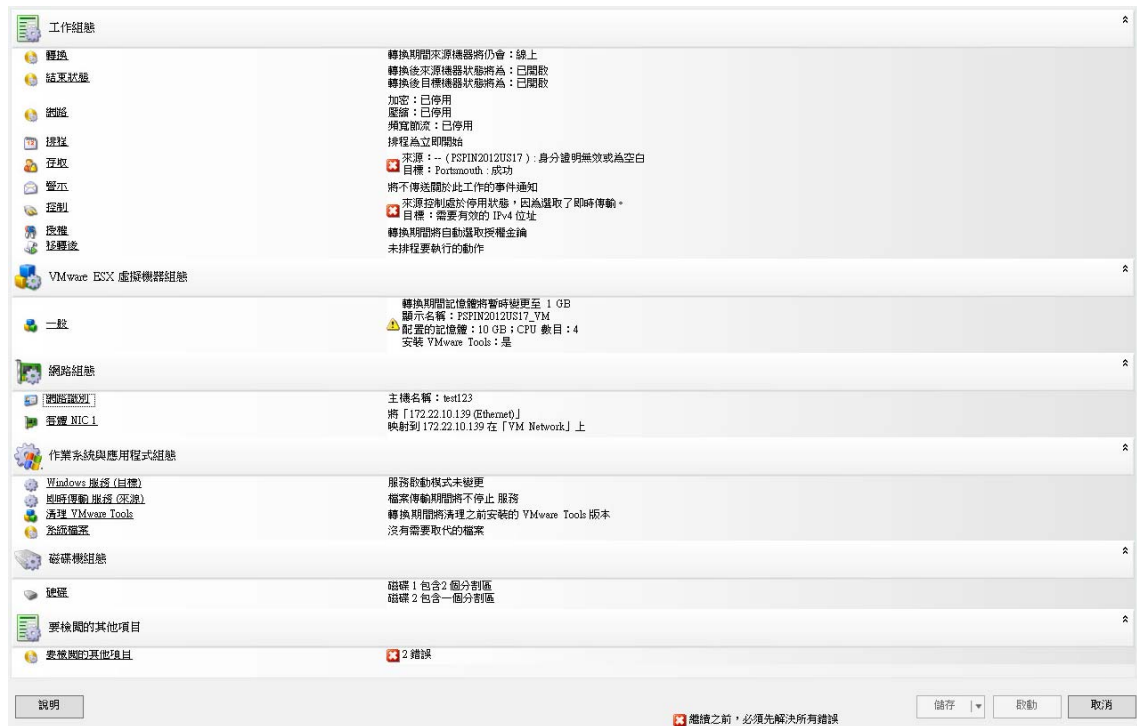 工作組態
轉換
轉換期間來源機器將仍會：線上
結束狀態
轉換後來源機器狀態將為：已開啟
轉換後目標機器狀態將為：已開啟
網路
加密：已停用
壓縮：已停用
頻寬節流：已停用
排程
排程為立即開始
存取
來源：-- (PSPIN2012US17)：身分證明無效或為空白
目標：Portsmouth：成功
警示
將不傳送關於此工作的事件通知
控制
來源控制處於停用狀態，因為選取了即時傳輸。
目標：需要有效的 IPv4 位址
授權
轉換期間將自動選取授權金鑰
移轉後
未排程要執行的動作
VMware ESX 虛擬機器組態
一般
轉換期間記憶體將暫時變更至 1 GB
顯示名稱：PSPIN2012US17_VM
配置的記憶體：10 GB；CPU 數目：4
安裝 VMware Tools：是
網路組態
網路識別
主機名稱：test123
客體 NIC 1
將「172.22.10.139 (Ethernet)」
映射到 172.22.10.139 在「VM Network」上
作業系統與應用程式組態
Windows 服務 (目標)
服務啟動模式未變更
即時傳輸 服務 (來源)
檔案傳輸期間將不停止 服務
清理 VMware Tools
轉換期間將清理之前安裝的 VMware Tools 版本
系統檔案
沒有需要取代的檔案
磁碟機組態
硬碟
磁碟 1 包含2 個分割區
磁碟 2 包含一個分割區
要檢閱的其他項目
要檢閱的其他項目
2 錯誤
說明
繼續之前，必須先解決所有錯誤
儲存
啟動
取消